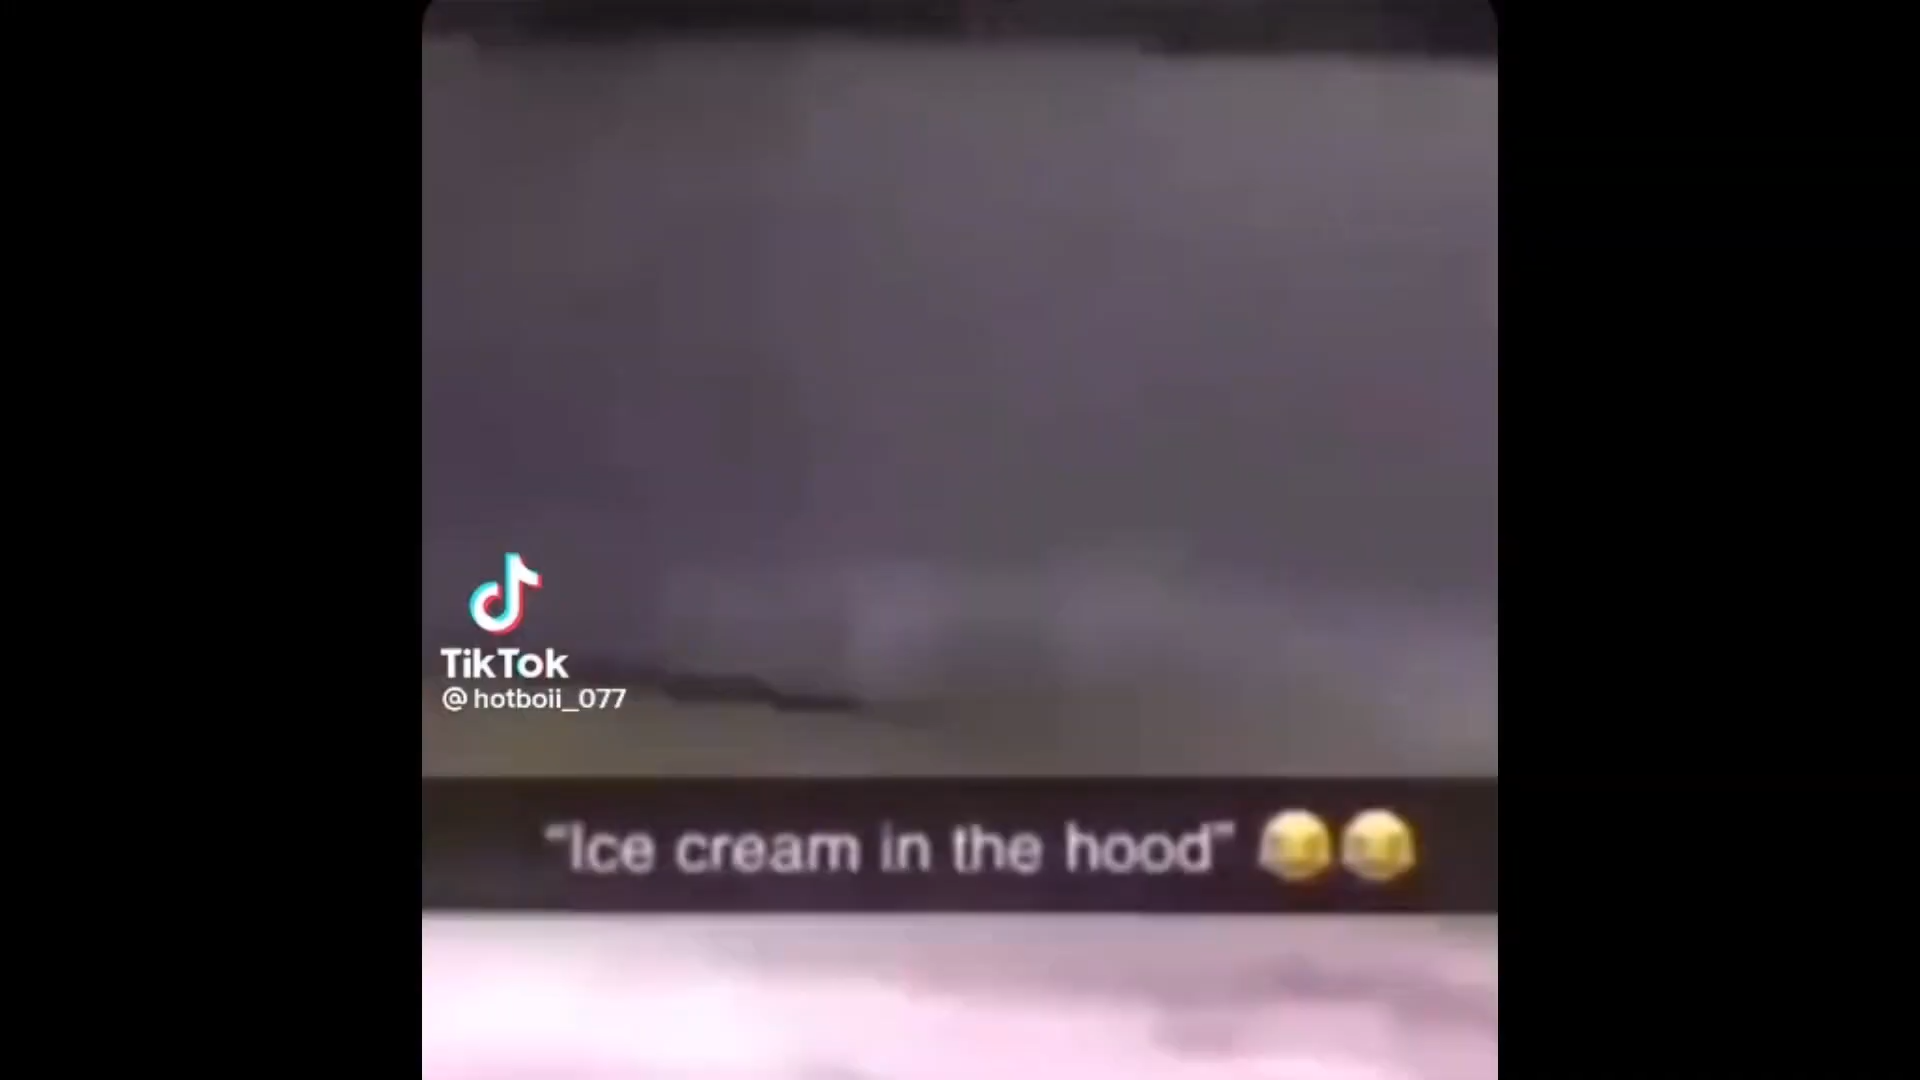 TikTok
@hotboii_077
"Ice cream in the hood" 😂😂